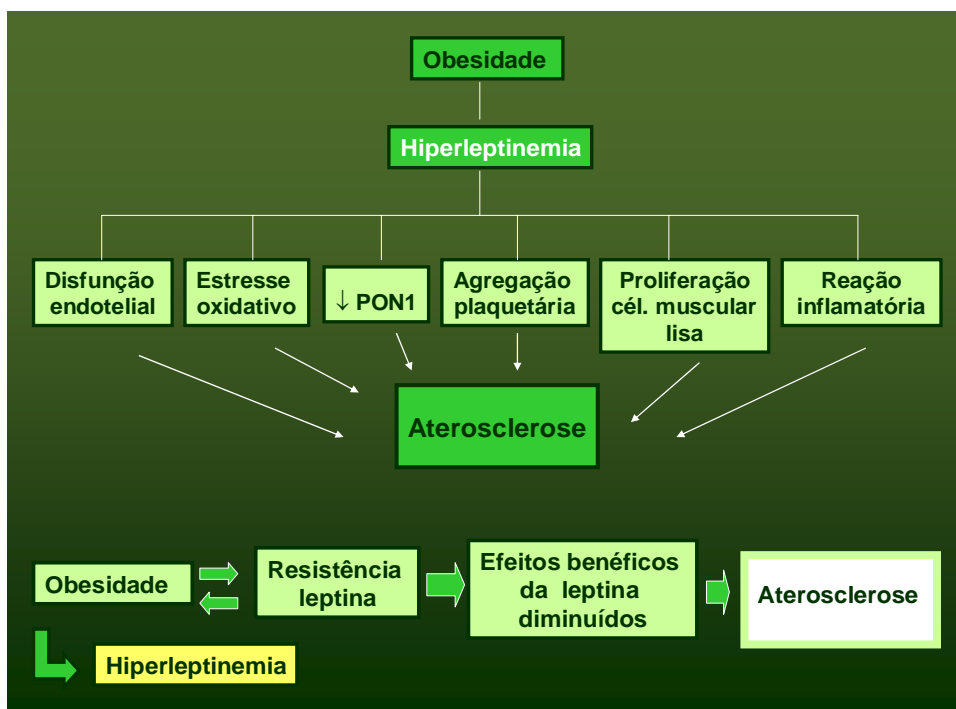 Obesidade
Hiperleptinemia
Disfunção
endotelial
Estresse
oxidativo
↓ PON1
Agregação
plaquetária
Proliferação
cél. muscular
lisa
Reação
inflamatória
Aterosclerose
Obesidade
Resistência
leptina
Efeitos benéficos
da leptina
diminuídos
Aterosclerose
Hiperleptinemia